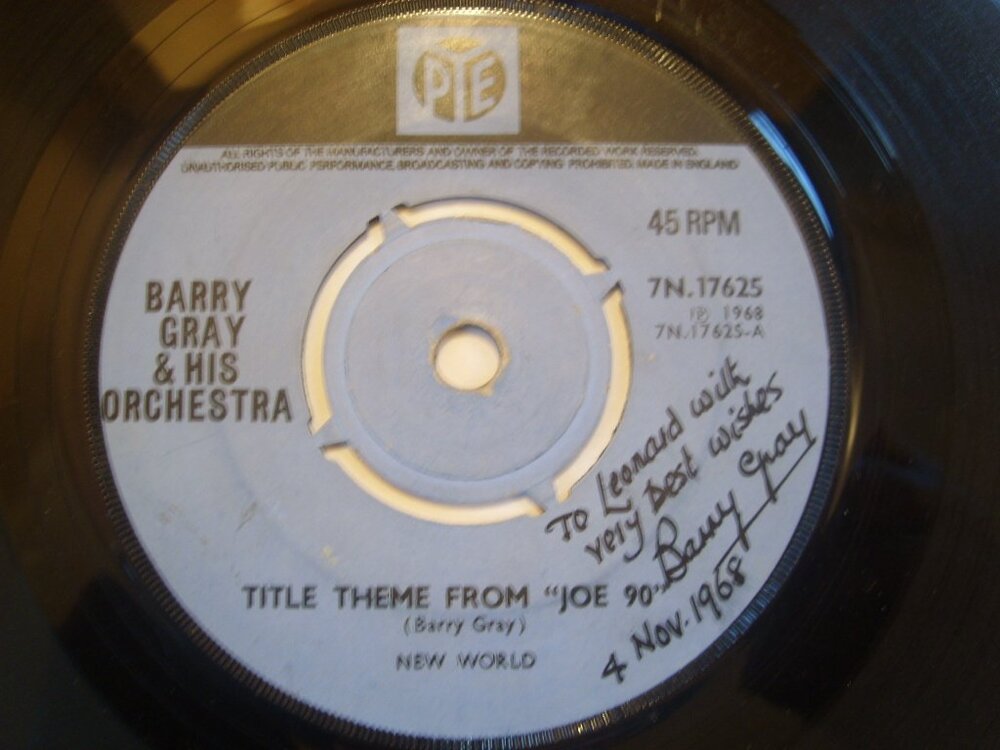 PYE
ALL RIGHTS OF THE MANUFACTURERS AND OWNER OF THE RECORDED WORK RESERVED.
UNAUTHORISED PUBLIC PERFORMANCE, BROADCASTING AND COPYING PROHIBITED. MADE IN ENGLAND
45 RPM
BARRY
GRAY
& HIS
ORCHESTRA
7N.17625
℗ 1968
7N.17625-A
To Leonard with
very best wishes
Barry Gray
4 Nov. 1968
TITLE THEME FROM "JOE 90"
(Barry Gray)
NEW WORLD